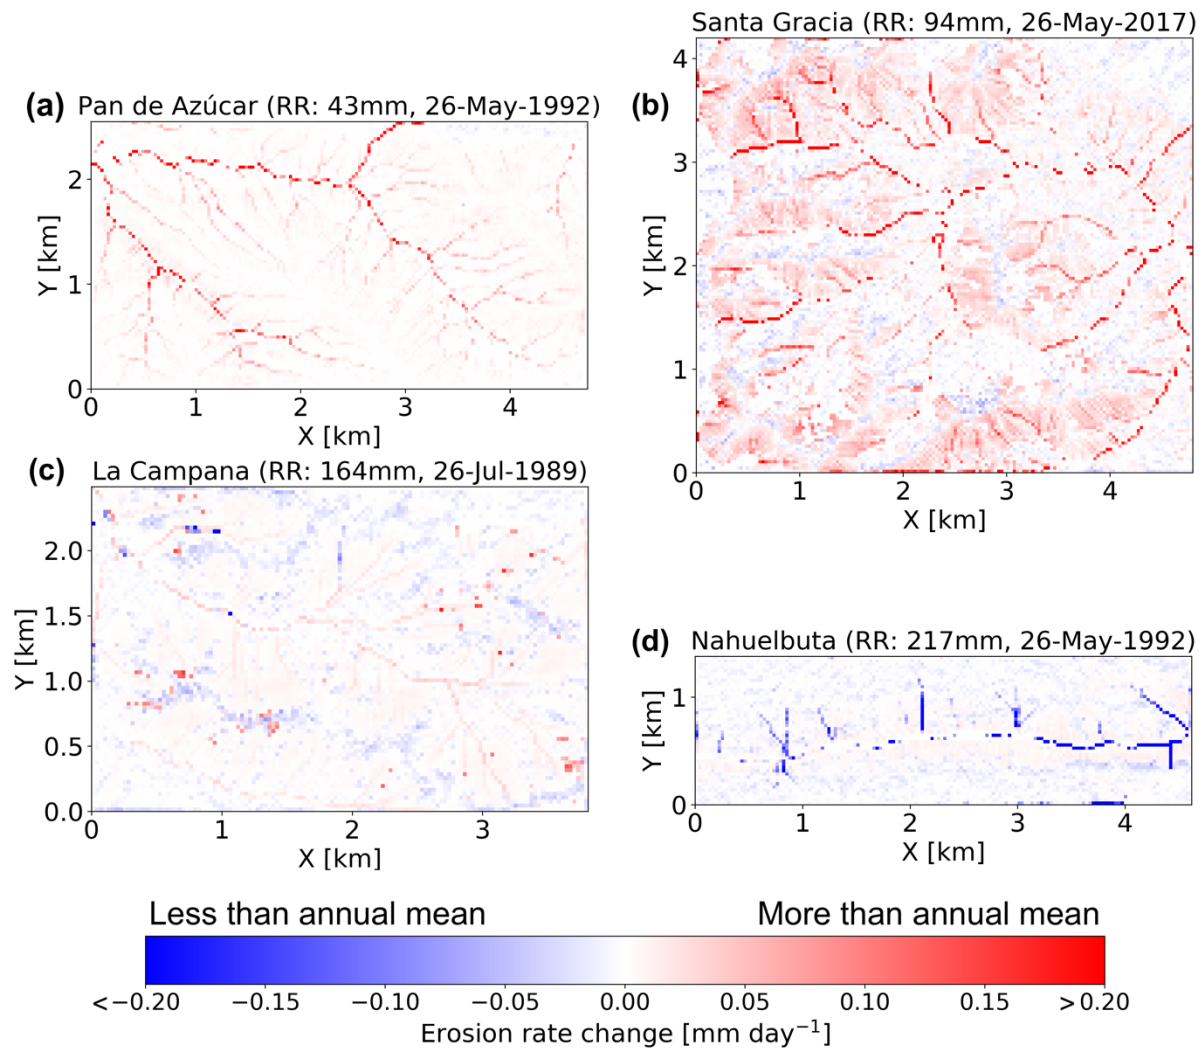 (a) Pan de Azúcar (RR: 43mm, 26-May-1992)
Y [km]
2
1
0
0 1 2 3 4
X [km]
(b) Santa Gracia (RR: 94mm, 26-May-2017)
Y [km]
4
3
2
1
0
0 1 2 3 4
X [km]
(c) La Campana (RR: 164mm, 26-Jul-1989)
Y [km]
2.0
1.5
1.0
0.5
0.0
0 1 2 3
X [km]
(d) Nahuelbuta (RR: 217mm, 26-May-1992)
Y [km]
1
0
0 1 2 3 4
X [km]
Less than annual mean More than annual mean
<−0.20 −0.15 −0.10 −0.05 0.00 0.05 0.10 0.15 >0.20
Erosion rate change [mm day⁻¹]